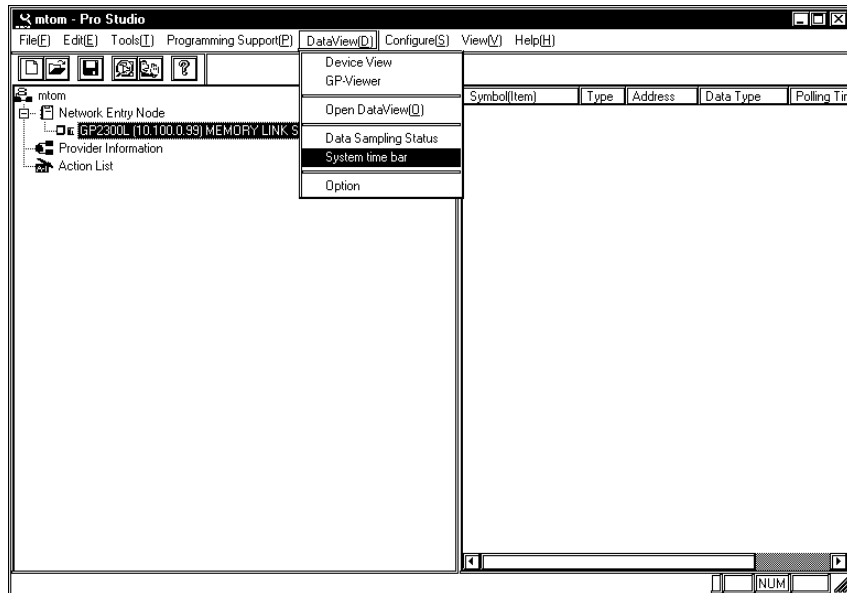 mtom - Pro Studio
File(F) Edit(E) Tools(T) Programming Support(P) DataView(D) Configure(S) View(V) Help(H)
Device View
GP-Viewer
Open DataView(O)
Data Sampling Status
System time bar
Option
mtom
Network Entry Node
GP2300L (10.100.0.99) MEMORY LINK S
Provider Information
Action List
Symbol(Item) Type Address Data Type Polling Tir
NUM